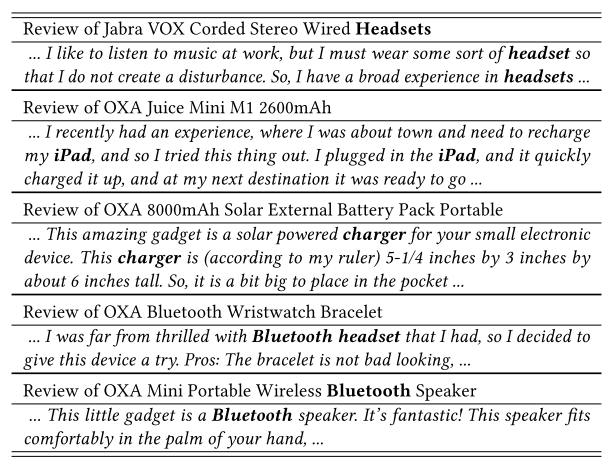 Review of Jabra VOX Corded Stereo Wired Headsets
... I like to listen to music at work, but I must wear some sort of headset so
that I do not create a disturbance. So, I have a broad experience in headsets ...
Review of OXA Juice Mini M1 2600mAh
... I recently had an experience, where I was about town and need to recharge
my iPad, and so I tried this thing out. I plugged in the iPad, and it quickly
charged it up, and at my next destination it was ready to go ...
Review of OXA 8000mAh Solar External Battery Pack Portable
... This amazing gadget is a solar powered charger for your small electronic
device. This charger is (according to my ruler) 5-1/4 inches by 3 inches by
about 6 inches tall. So, it is a bit big to place in the pocket ...
Review of OXA Bluetooth Wristwatch Bracelet
... I was far from thrilled with Bluetooth headset that I had, so I decided to
give this device a try. Pros: The bracelet is not bad looking, ...
Review of OXA Mini Portable Wireless Bluetooth Speaker
... This little gadget is a Bluetooth speaker. It's fantastic! This speaker fits
comfortably in the palm of your hand, ...